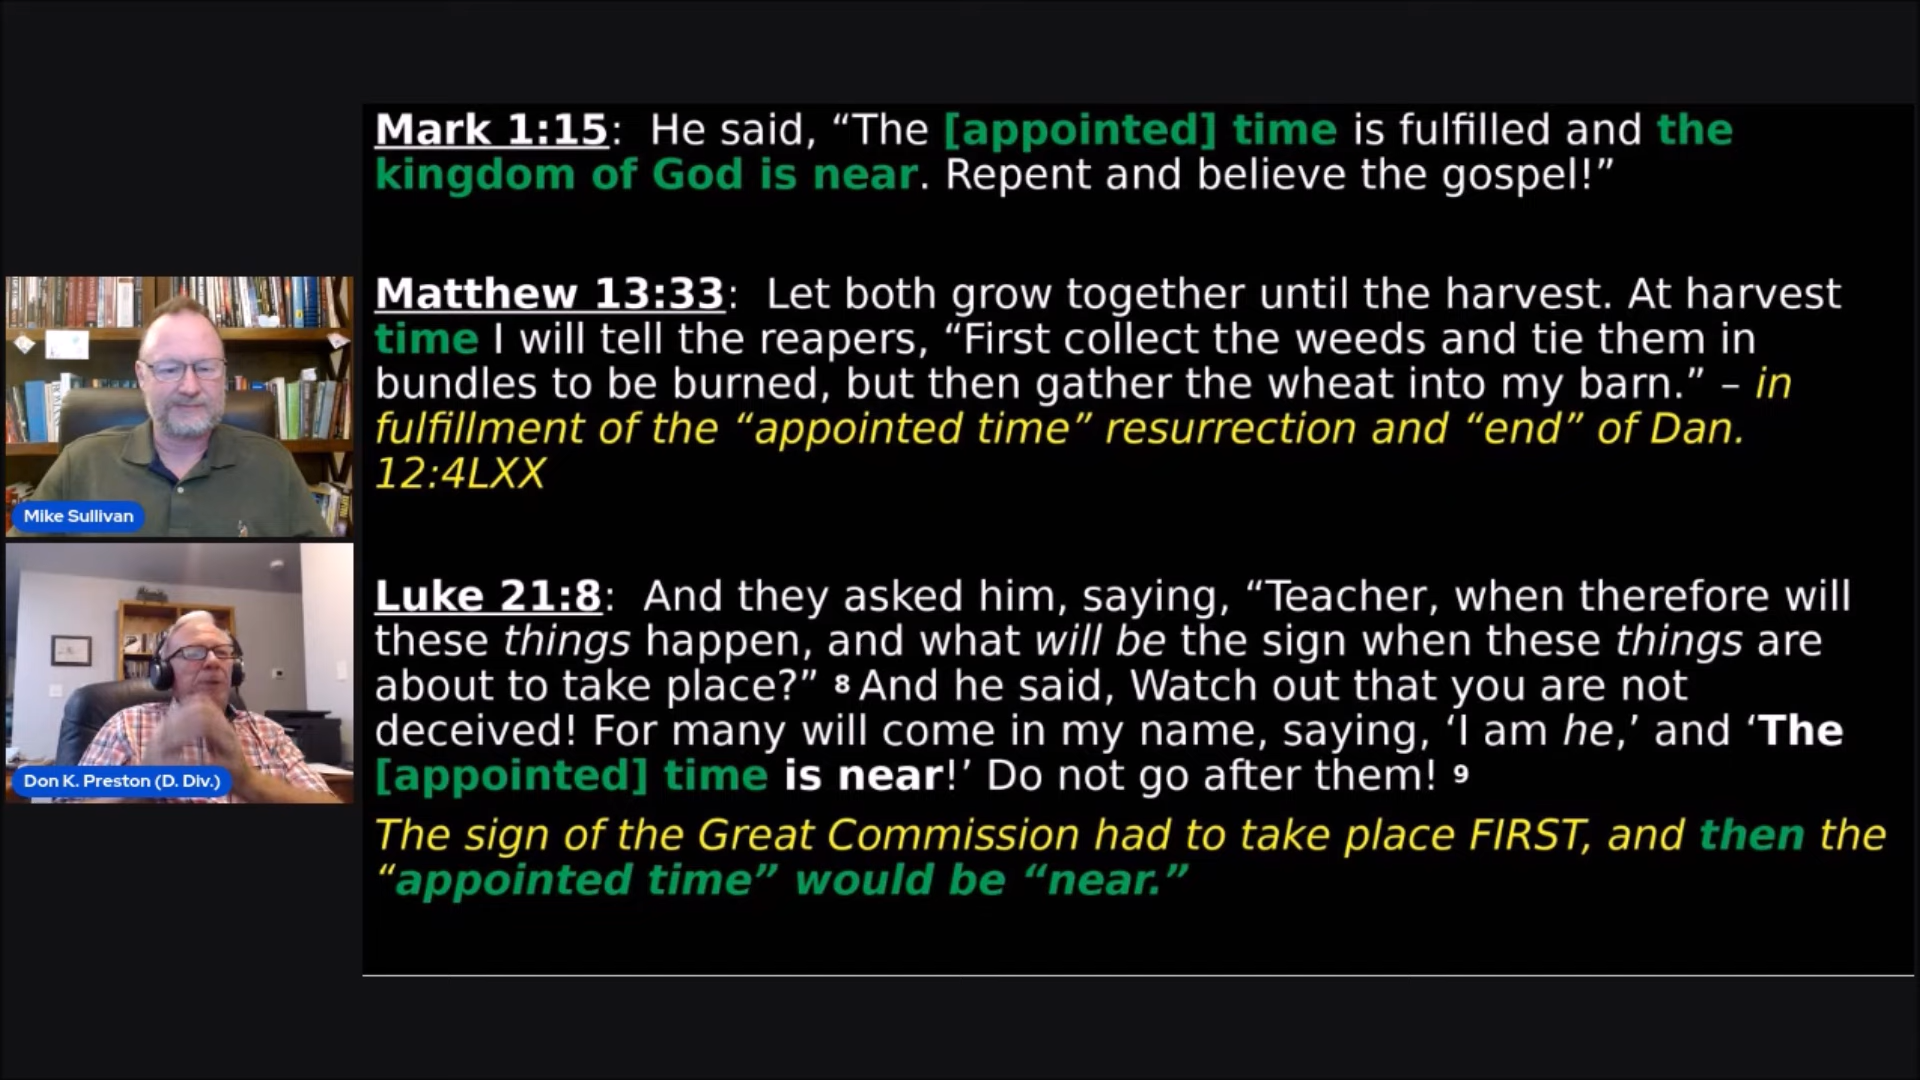 Mark 1:15:  He said, “The [appointed] time is fulfilled and the
kingdom of God is near. Repent and believe the gospel!”
Matthew 13:33:  Let both grow together until the harvest. At harvest
time I will tell the reapers, “First collect the weeds and tie them in
bundles to be burned, but then gather the wheat into my barn.” – in
fulfillment of the “appointed time” resurrection and “end” of Dan.
12:4LXX
Luke 21:8:  And they asked him, saying, “Teacher, when therefore will
these things happen, and what will be the sign when these things are
about to take place?” 8 And he said, Watch out that you are not
deceived! For many will come in my name, saying, ‘I am he,’ and ‘The
[appointed] time is near!’ Do not go after them! 9
The sign of the Great Commission had to take place FIRST, and then the
“appointed time” would be “near.”
Mike Sullivan
Don K. Preston (D. Div.)